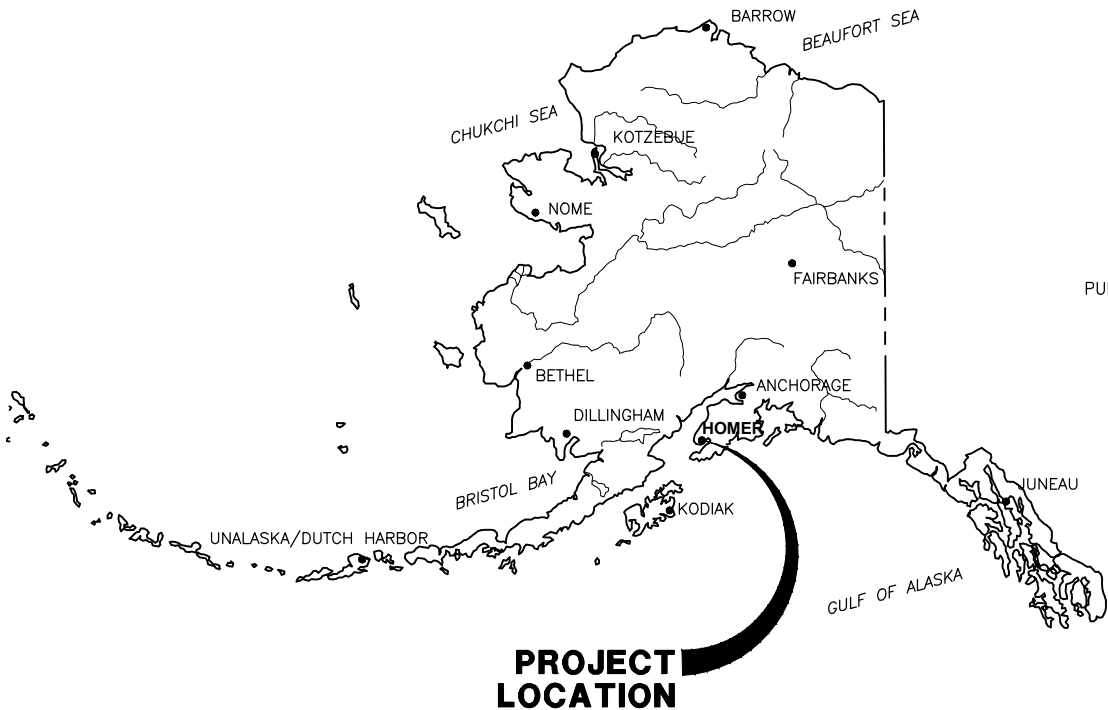 BARROW
BEAUFORT SEA
CHUKCHI SEA
KOTZEBUE
NOME
FAIRBANKS
BETHEL
ANCHORAGE
DILLINGHAM
HOMER
BRISTOL BAY
JUNEAU
KODIAK
UNALASKA/DUTCH HARBOR
GULF OF ALASKA
PROJECT
LOCATION